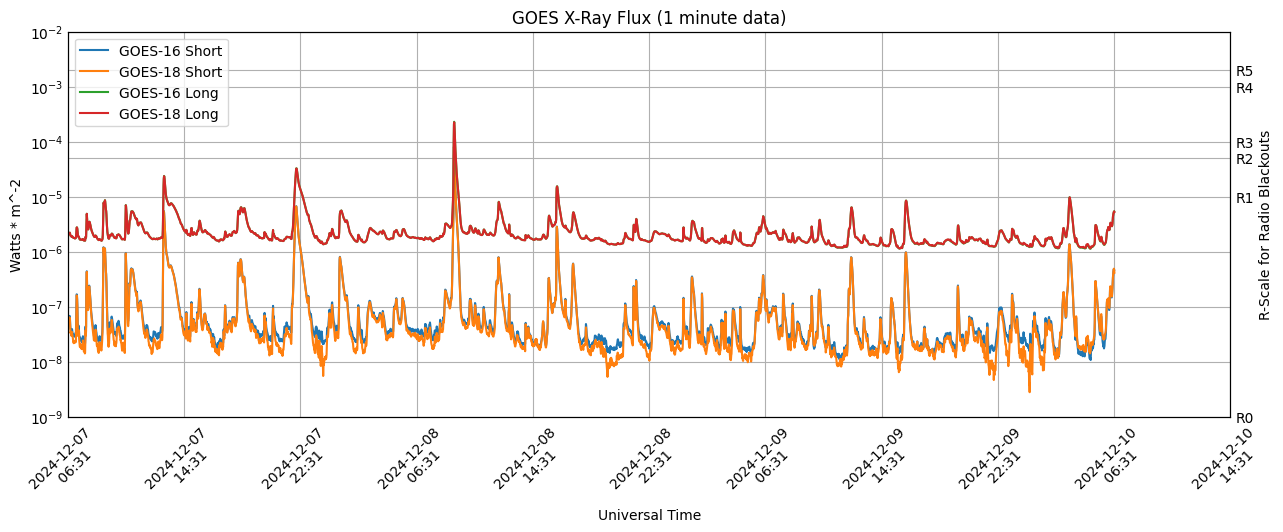 GOES X-Ray Flux (1 minute data)
GOES-16 Short
GOES-18 Short
GOES-16 Long
GOES-18 Long
Watts * m^-2
10^-2
10^-3
10^-4
10^-5
10^-6
10^-7
10^-8
10^-9
R5
R4
R3
R2
R1
R0
R-Scale for Radio Blackouts
2024-12-07
06:31
2024-12-07
14:31
2024-12-07
22:31
2024-12-08
06:31
2024-12-08
14:31
2024-12-08
22:31
2024-12-09
06:31
2024-12-09
14:31
2024-12-09
22:31
2024-12-10
06:31
2024-12-10
14:31
Universal Time